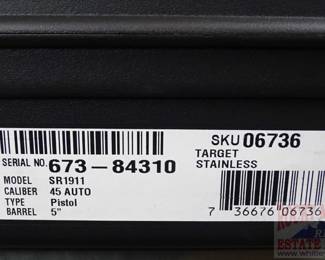 SKU 06736
SERIAL NO. 673-84310
TARGET
STAINLESS
MODEL SR1911
CALIBER 45 AUTO
TYPE Pistol
BARREL 5"
7 36676 06736
ESTATE